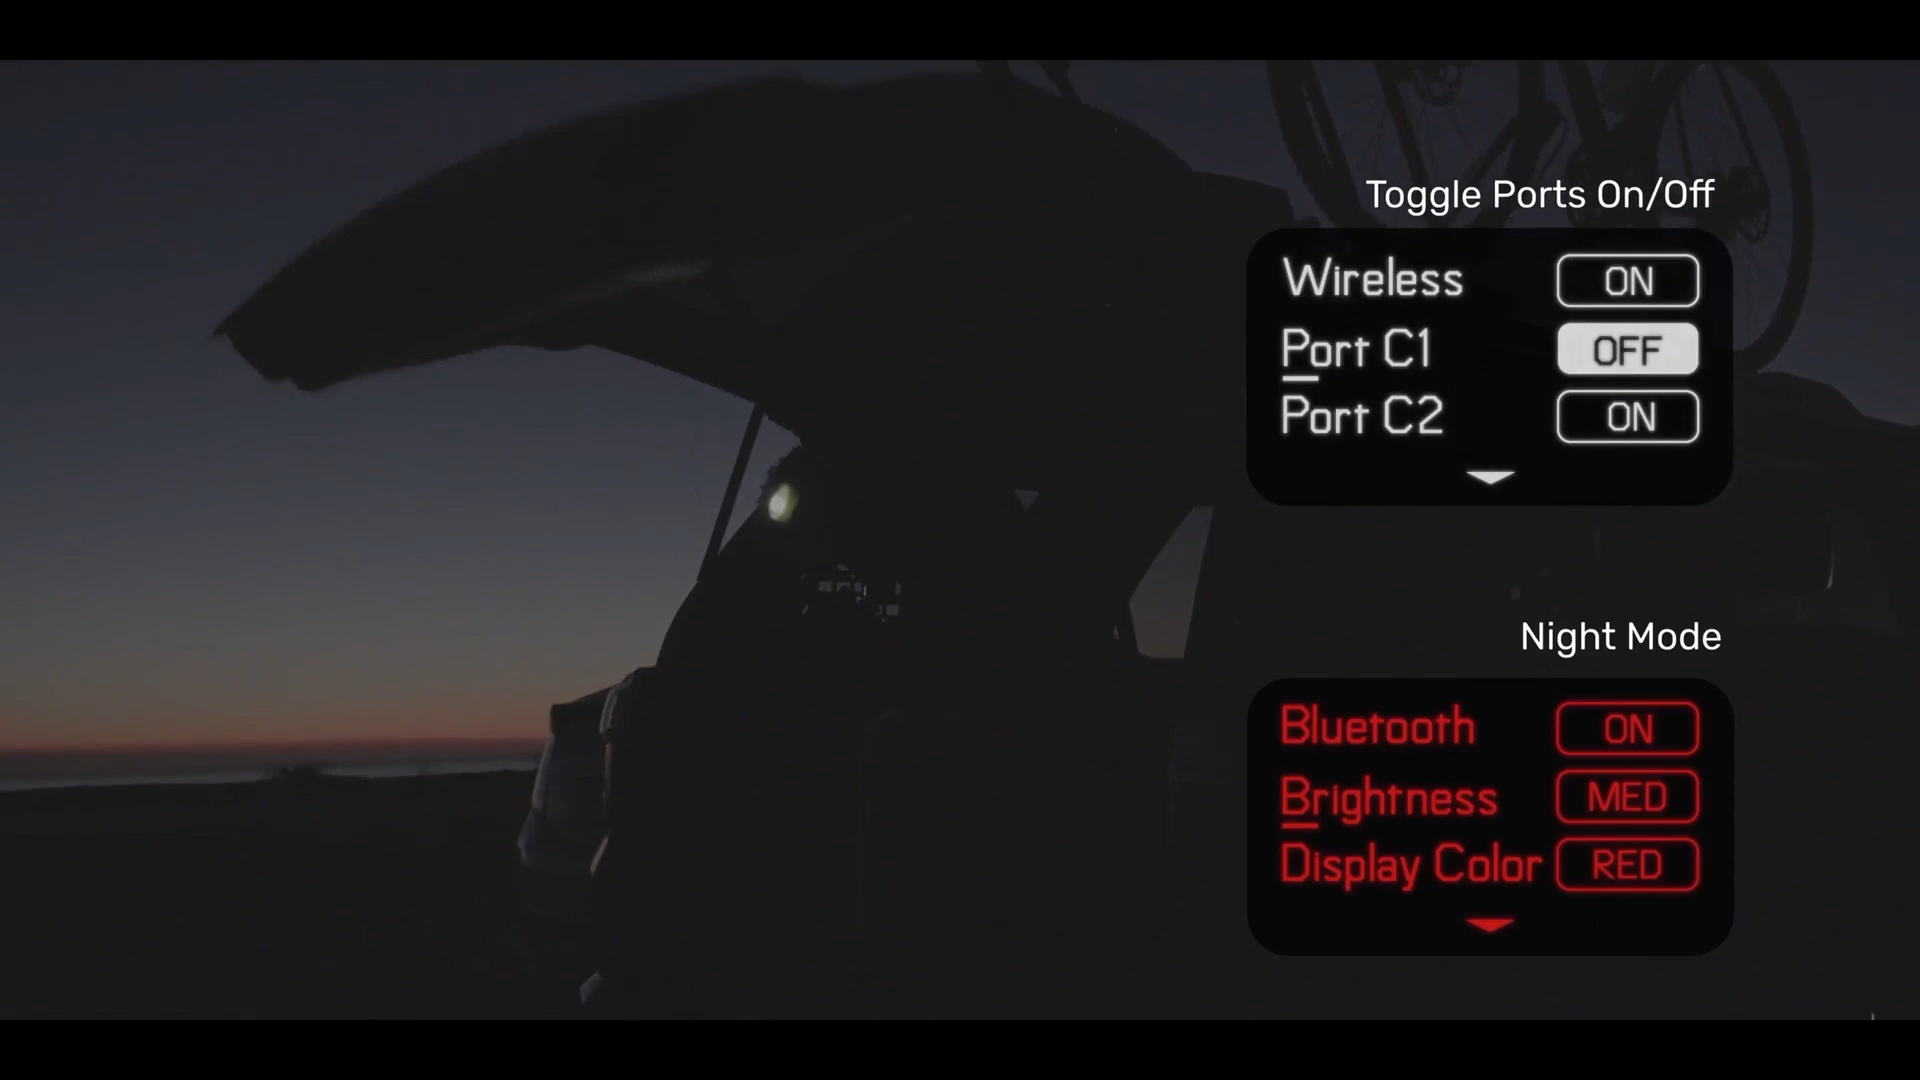 Toggle Ports On/Off
Wireless ON
Port C1 OFF
Port C2 ON
Night Mode
Bluetooth ON
Brightness MED
Display Color RED